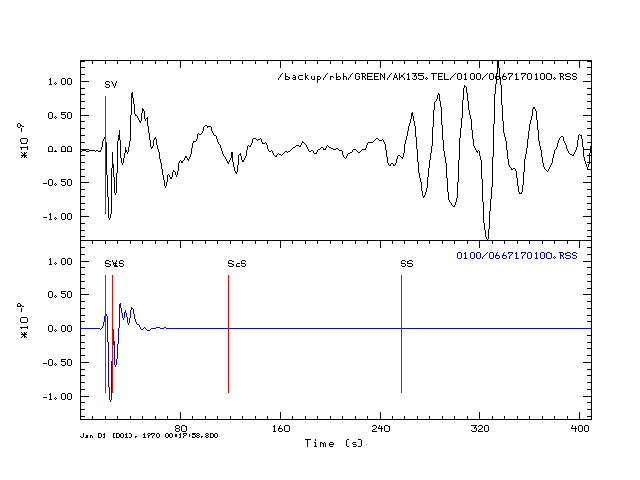 /backup/rbh/GREEN/AK135.TEL/0100/0667170100.RSS
SV
1.00
0.50
0.00
-0.50
-1.00
*10 -9
0100/0667170100.RSS
ScS
SS
1.00
0.50
0.00
-0.50
-1.00
*10 -9
80
160
240
320
400
Jan 01 (001), 1970 00:17:58.800
Time (s)